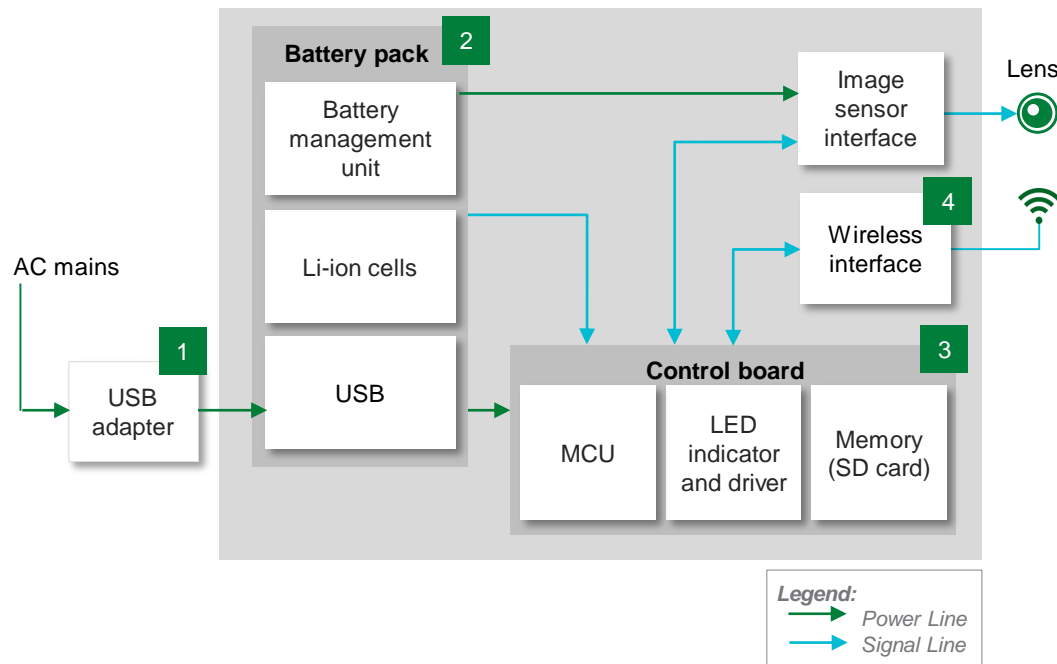 2
Battery pack
Battery
management
unit
Li-ion cells
USB
AC mains
1
USB
adapter
Image
sensor
interface
Lens
4
Wireless
interface
3
Control board
MCU
LED
indicator
and driver
Memory
(SD card)
Legend:
Power Line
Signal Line